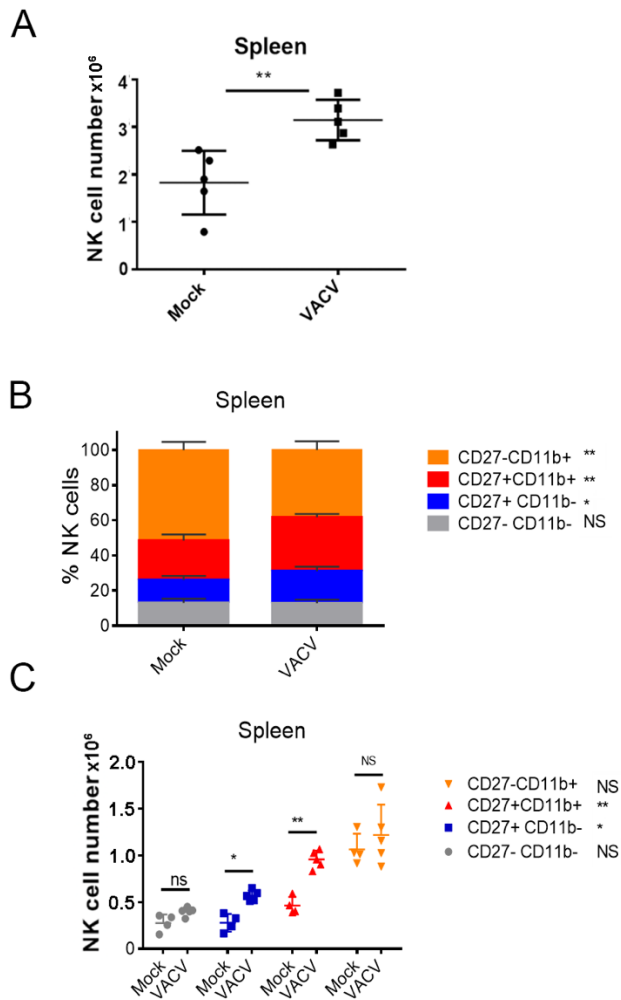 A
Spleen
NK cell number x10⁶
4
3
2
1
0
**
Mock
VACV
B
Spleen
% NK cells
100
80
60
40
20
0
Mock
VACV
CD27-CD11b+ **
CD27+CD11b+ **
CD27+ CD11b- *
CD27- CD11b- NS
C
Spleen
NK cell number x10⁶
2.0
1.5
1.0
0.5
0
ns
*
**
NS
Mock
VACV
Mock
VACV
Mock
VACV
Mock
VACV
CD27-CD11b+ NS
CD27+CD11b+ **
CD27+ CD11b- *
CD27- CD11b- NS